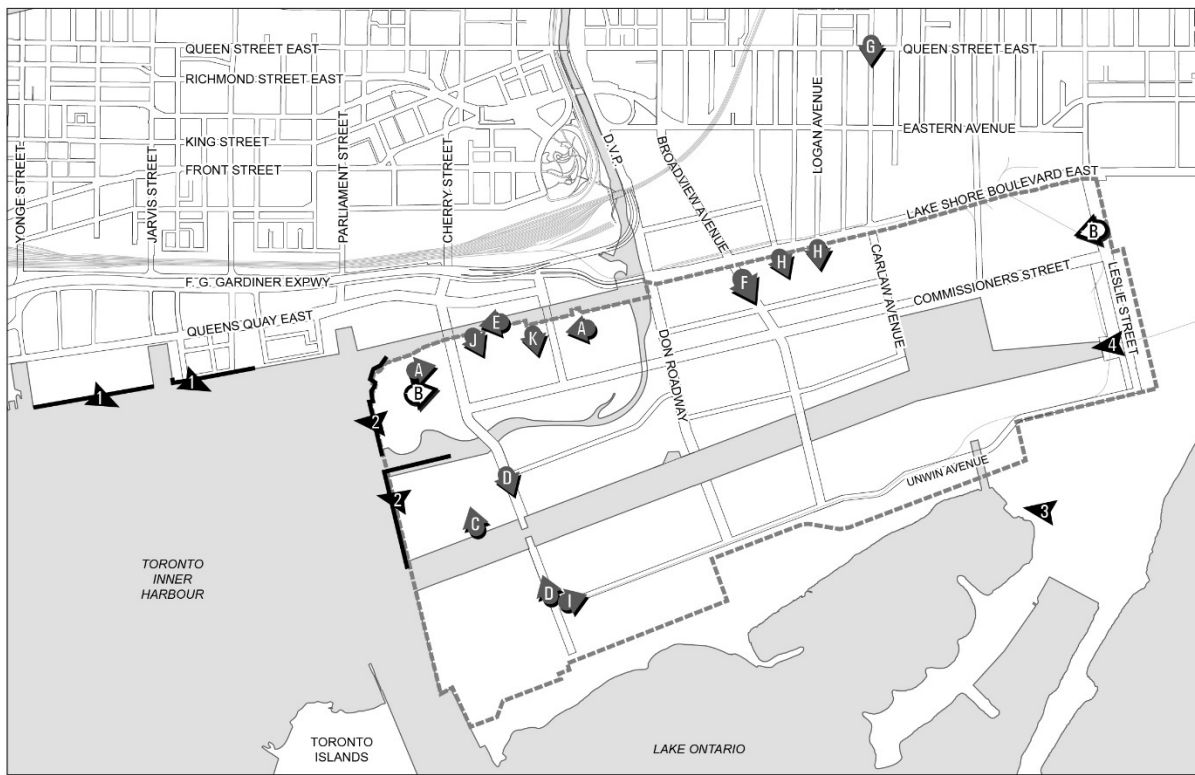 QUEEN STREET EAST
G
QUEEN STREET EAST
RICHMOND STREET EAST
LOGAN AVENUE
EASTERN AVENUE
KING STREET
FRONT STREET
D.V.P.
BROADVIEW AVENUE
YONGE STREET
JARVIS STREET
PARLIAMENT STREET
CHERRY STREET
LAKE SHORE BOULEVARD EAST
B
H
H
F. G. GARDINER EXPWY
F
CARLAW AVENUE
COMMISSIONERS STREET
LESLIE STREET
QUEENS QUAY EAST
E
A
J
K
DON ROADWAY
4
A
1
B
1
2
UNWIN AVENUE
D
2
3
C
TORONTO
INNER
HARBOUR
D
I
TORONTO
ISLANDS
LAKE ONTARIO